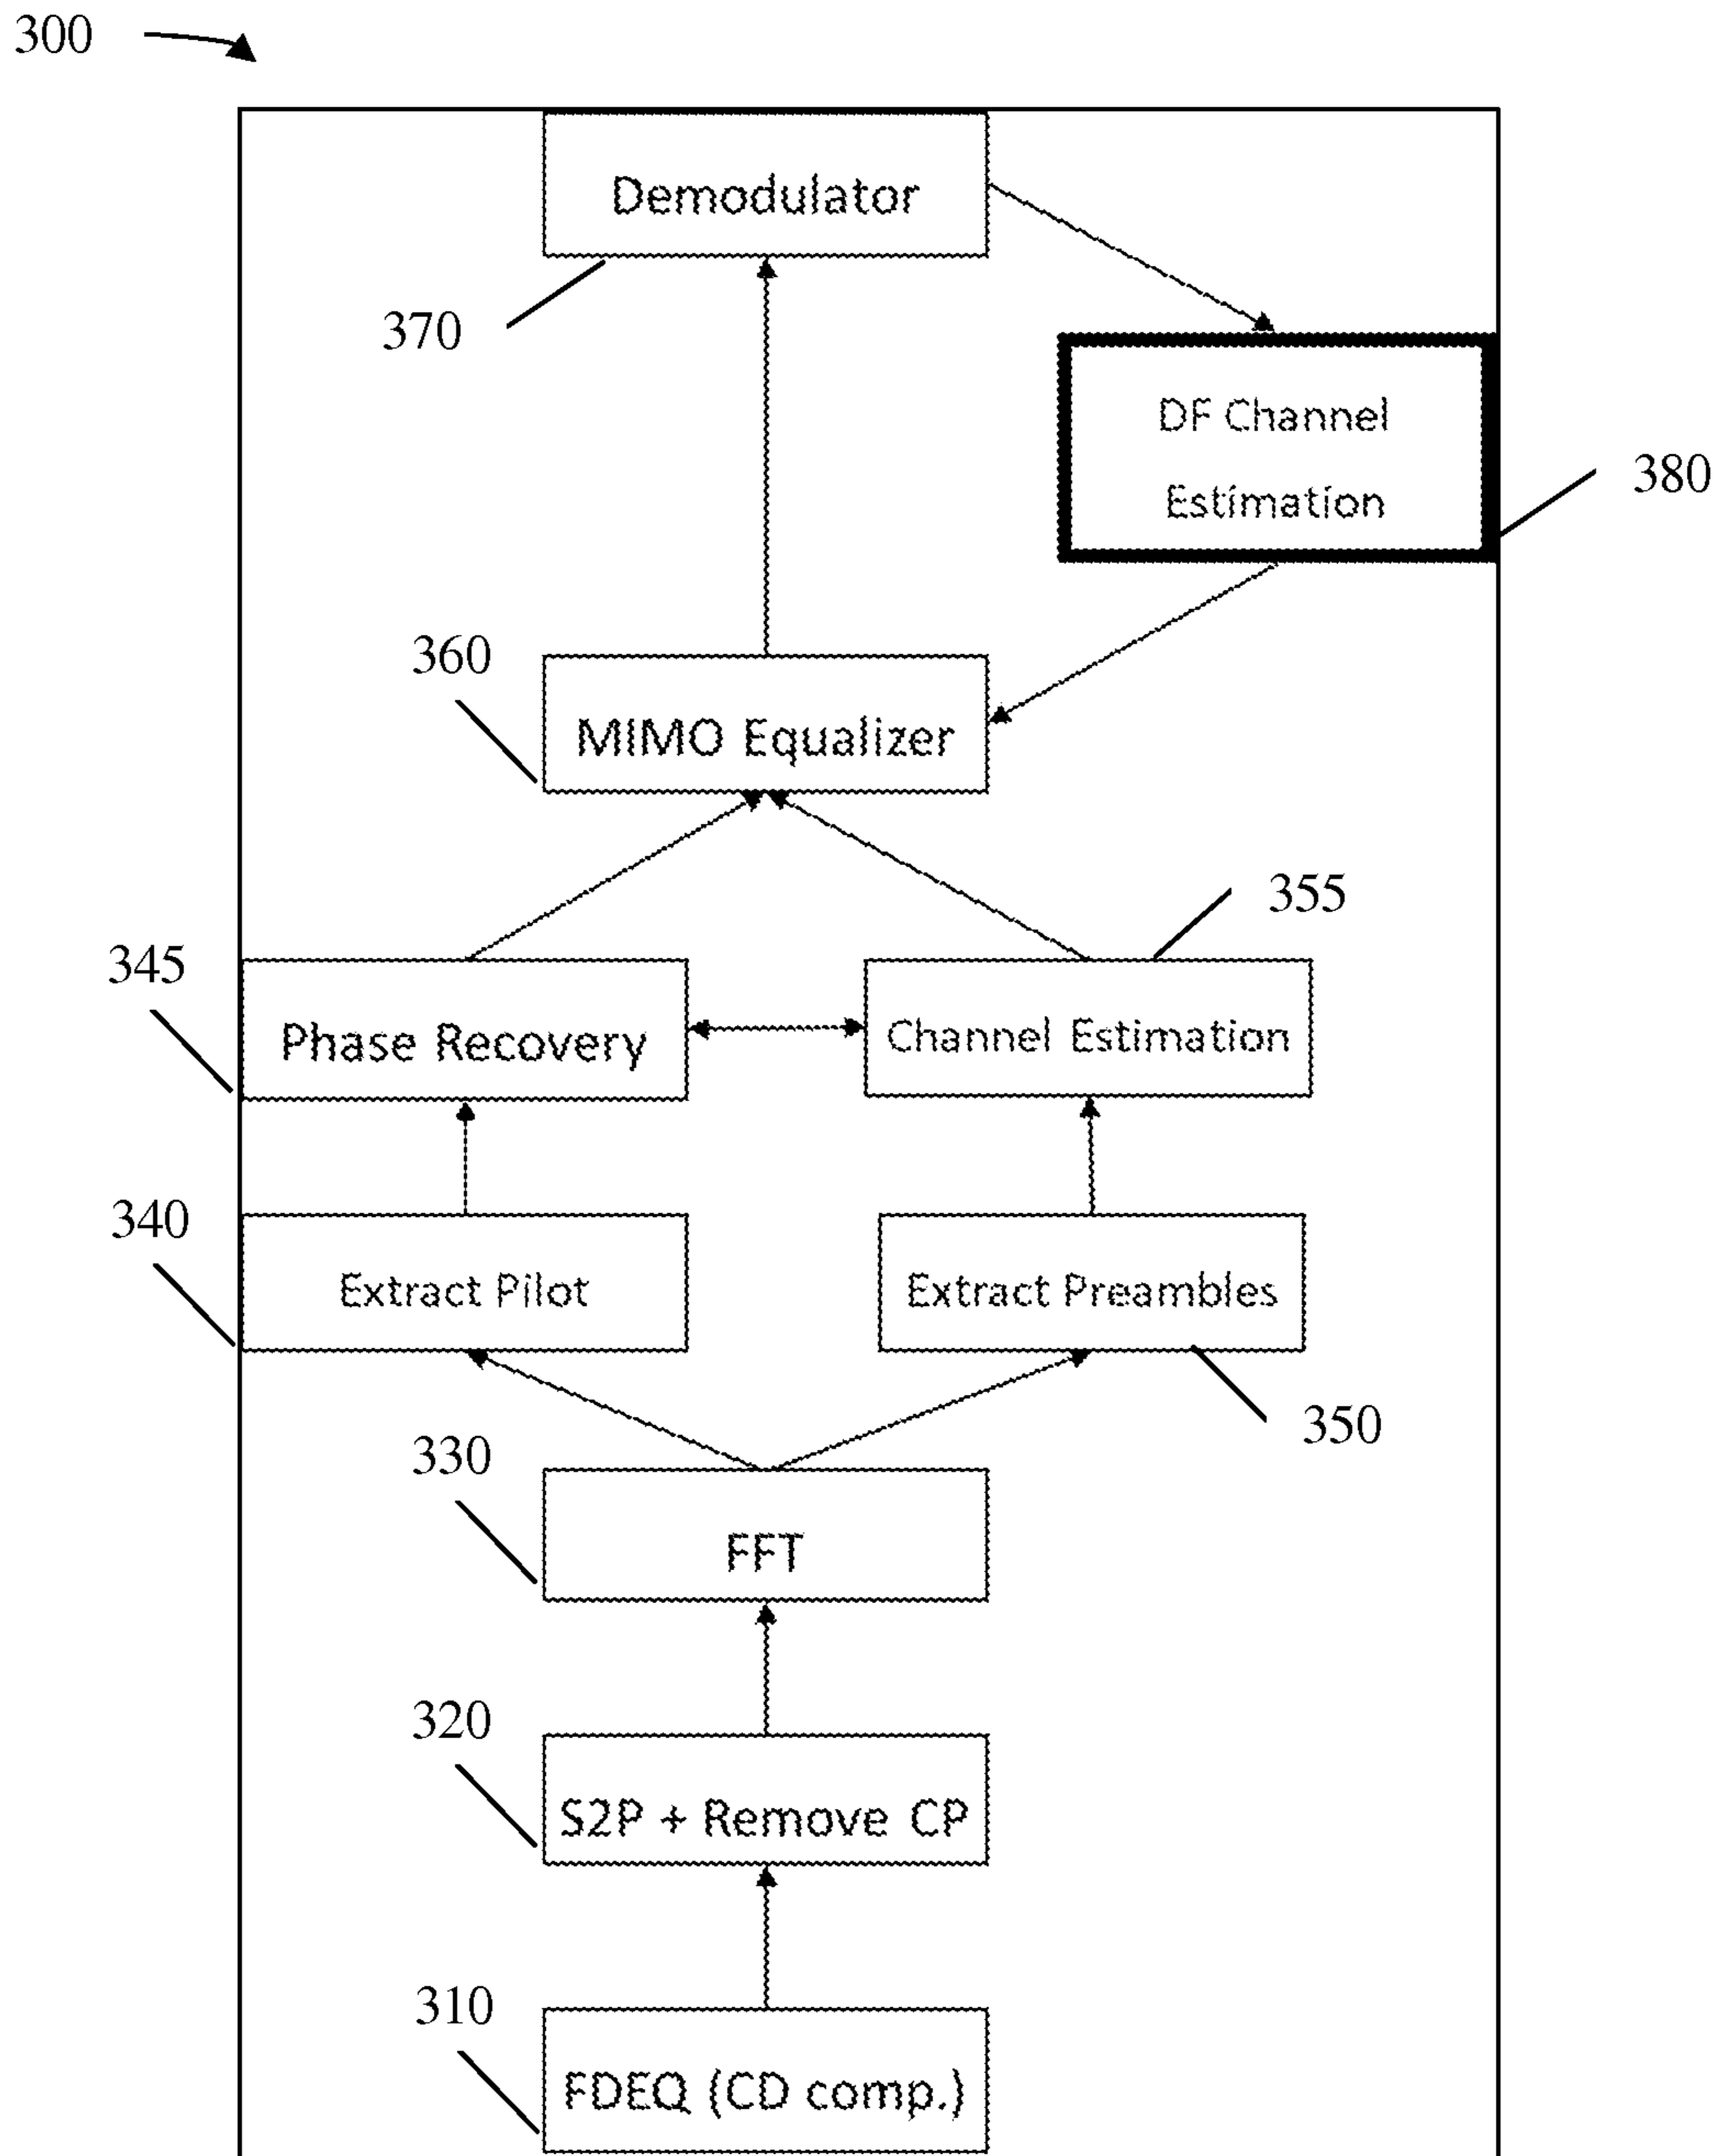 300
Demodulator
370
DF Channel
Estimation
380
360
MIMO Equalizer
355
345
Phase Recovery
Channel Estimation
340
Extract Pilot
Extract Preambles
350
330
FFT
320
S2P + Remove CP
310
FDEQ (CD comp.)